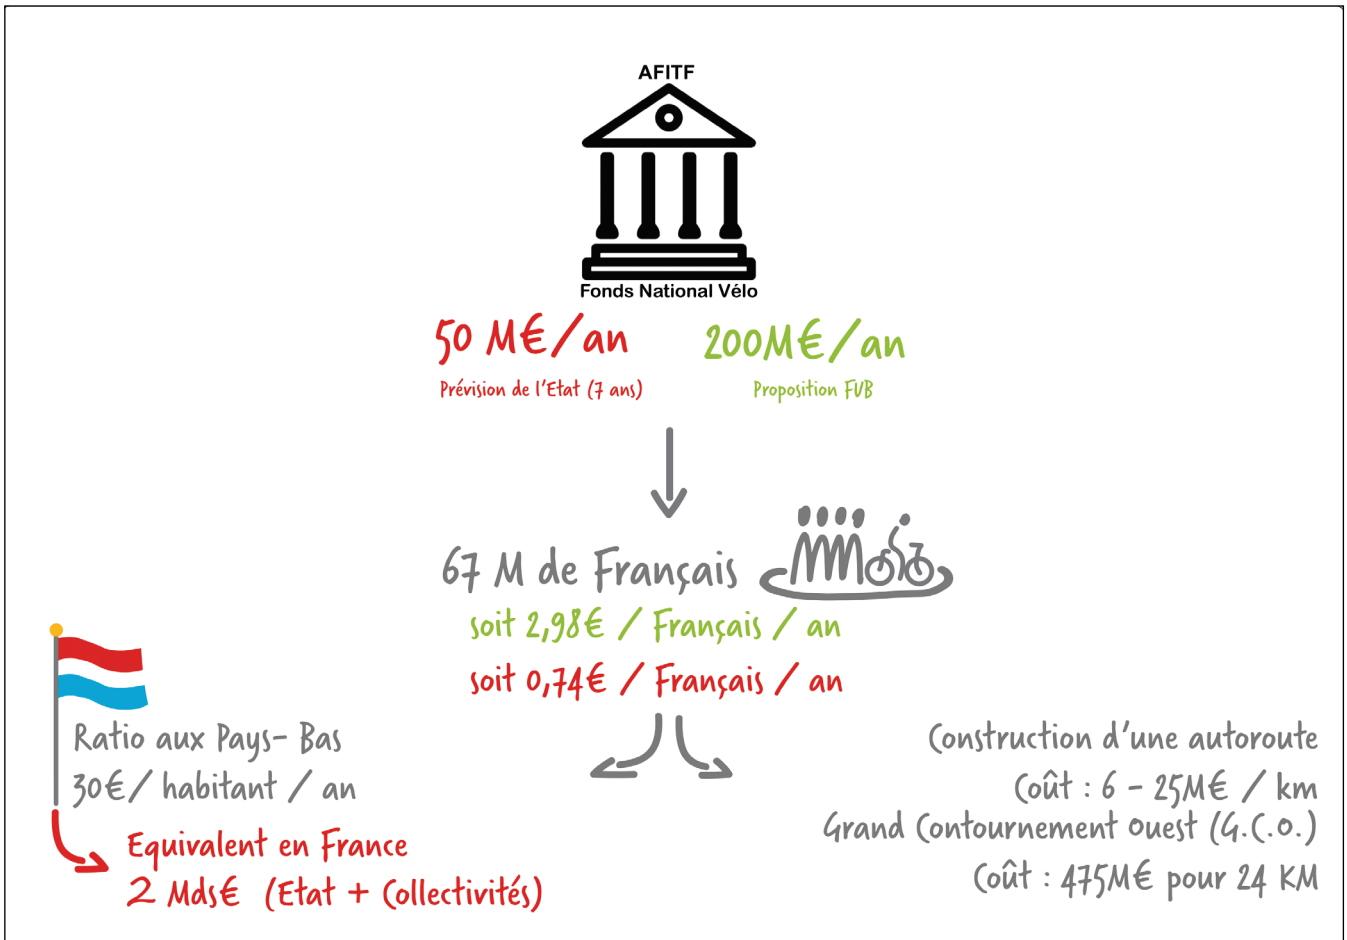 AFITF
Fonds National Vélo
50 M€/an
200M€/an
Prévision de l'Etat (7 ans)
Proposition FUB
67 M de Français
soit 2,98€ / Français / an
soit 0,74€ / Français / an
Ratio aux Pays- Bas
30€/ habitant / an
Equivalent en France
2 Mds€ (Etat + Collectivités)
Construction d'une autoroute
Coût : 6 - 25M€ / km
Grand Contournement Ouest (G.C.O.)
Coût : 475M€ pour 24 KM